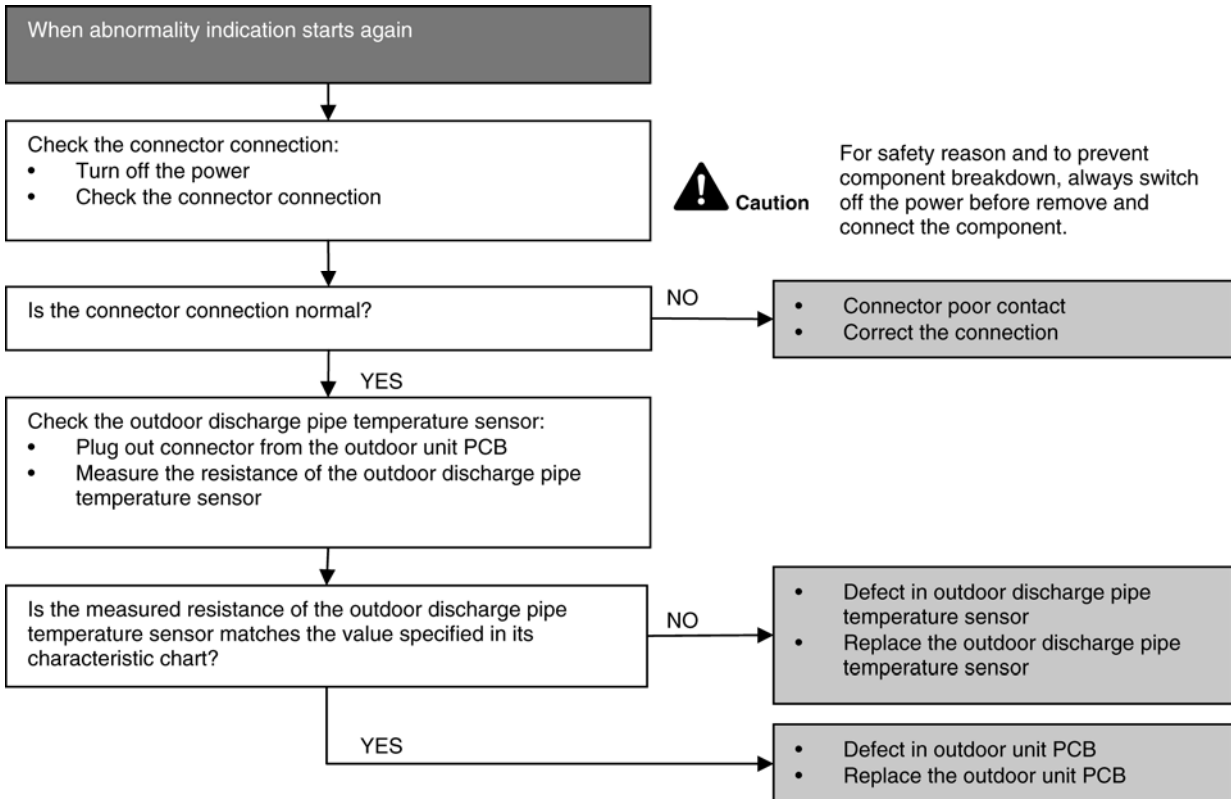 When abnormality indication starts again
Check the connector connection:
• Turn off the power
• Check the connector connection
Caution
For safety reason and to prevent
component breakdown, always switch
off the power before remove and
connect the component.
Is the connector connection normal?
NO
• Connector poor contact
• Correct the connection
YES
Check the outdoor discharge pipe temperature sensor:
• Plug out connector from the outdoor unit PCB
• Measure the resistance of the outdoor discharge pipe
temperature sensor
Is the measured resistance of the outdoor discharge pipe
temperature sensor matches the value specified in its
characteristic chart?
NO
• Defect in outdoor discharge pipe
temperature sensor
• Replace the outdoor discharge pipe
temperature sensor
YES
• Defect in outdoor unit PCB
• Replace the outdoor unit PCB